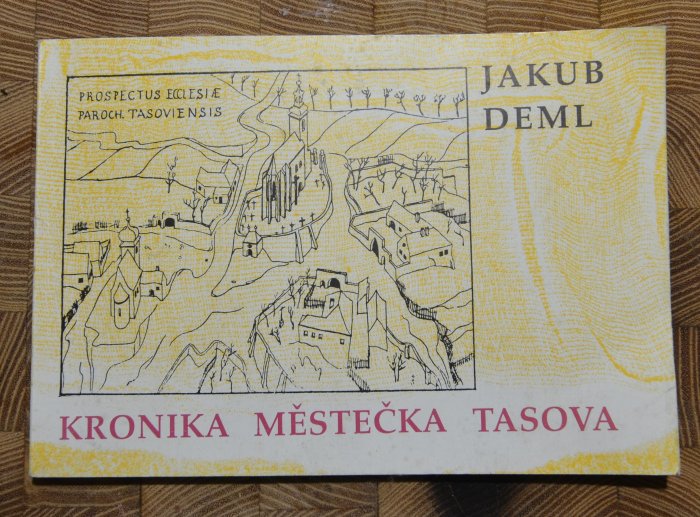 PROSPECTUS ECCLESIÆ
PAROCH. TASOVIENSIS
JAKUB
DEML
KRONIKA MĚSTEČKA TASOVA